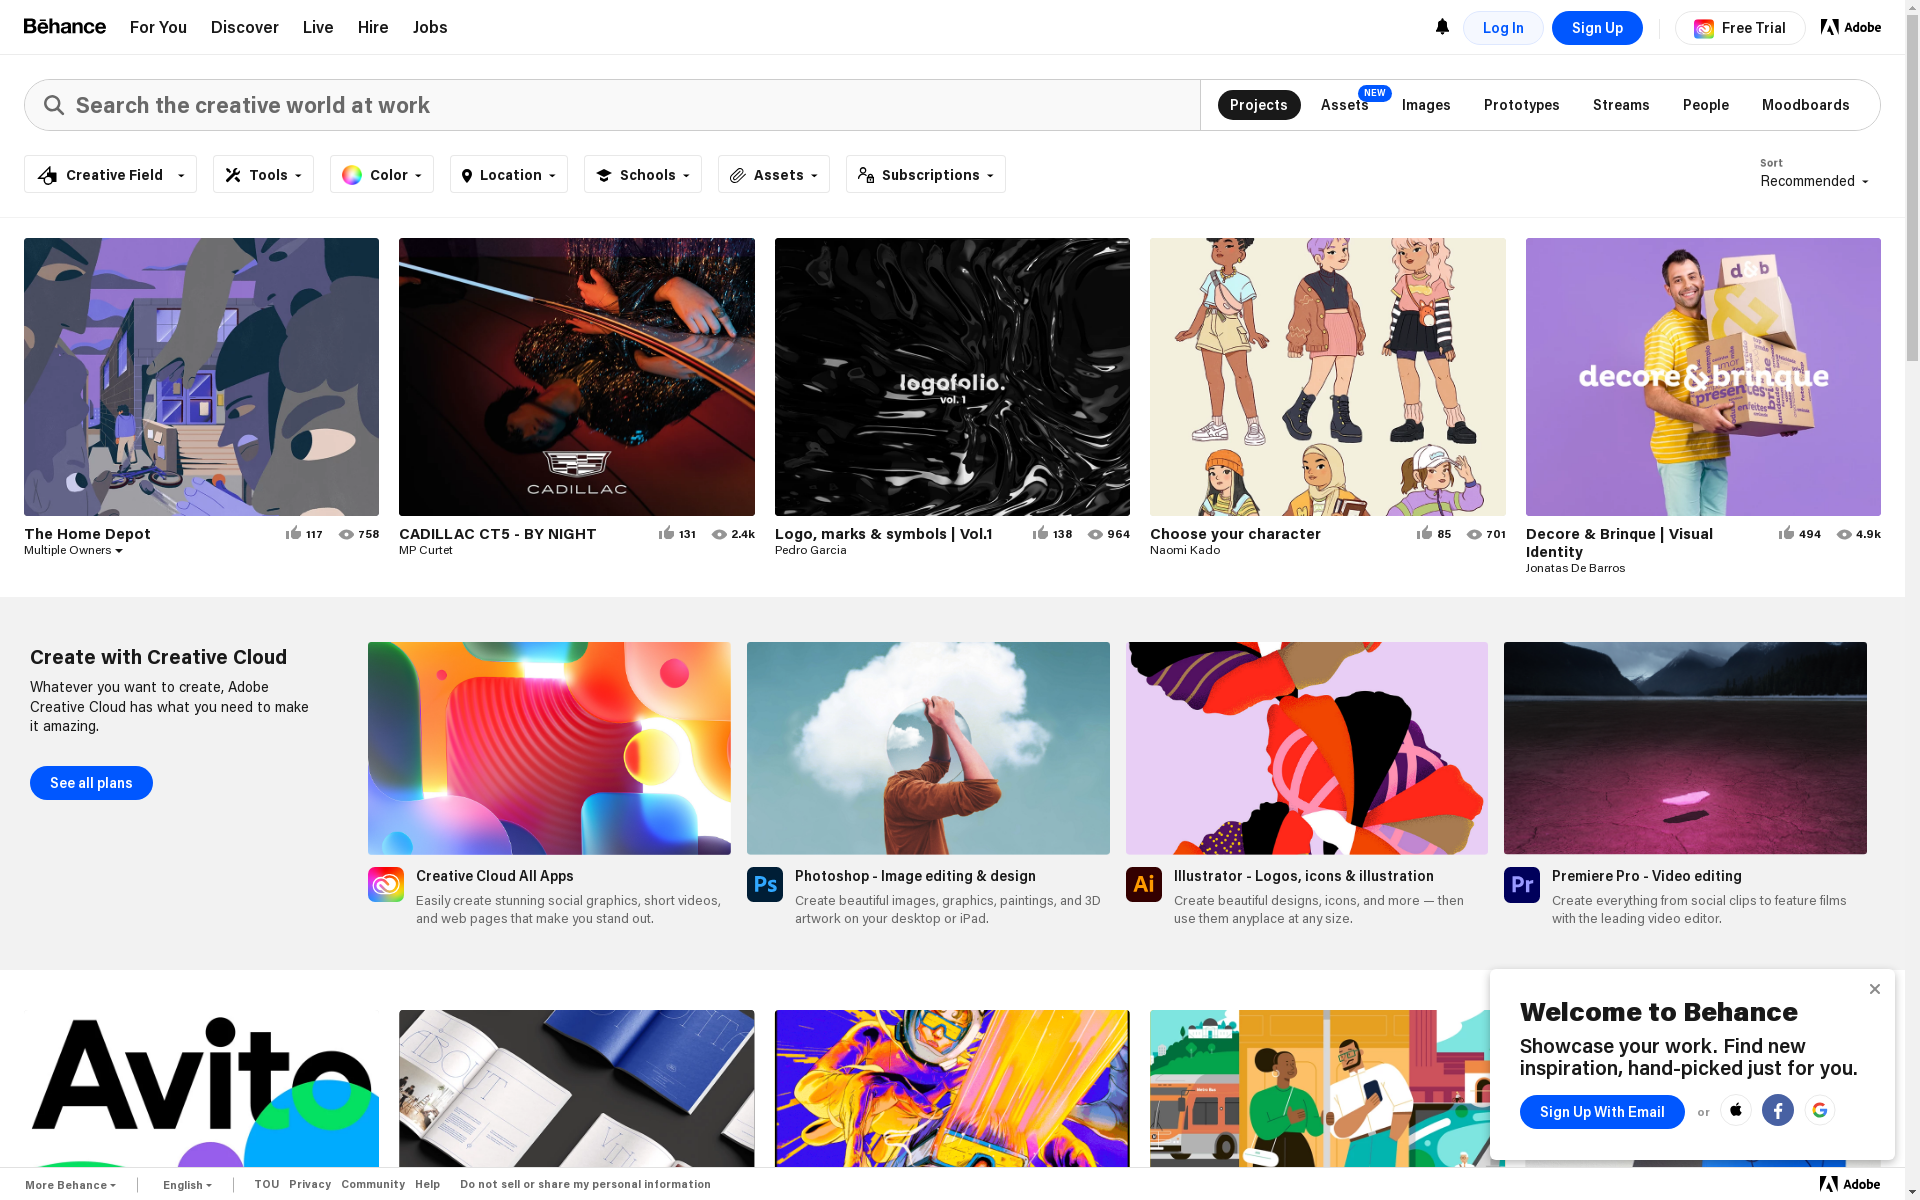 Bēhance For You Discover Live Hire Jobs Log In Sign Up Free Trial Adobe
Search the creative world at work
Projects Assets NEW Images Prototypes Streams People Moodboards
Creative Field Tools Color Location Schools Assets Subscriptions
Sort
Recommended
CADILLAC
logofolio.
vol. 1
d&b
decore&brinque
presentes
enfeites
The Home Depot 117 758
Multiple Owners
CADILLAC CT5 - BY NIGHT 131 2.4k
MP Curtet
Logo, marks & symbols | Vol.1 138 964
Pedro Garcia
Choose your character 85 701
Naomi Kado
Decore & Brinque | Visual Identity 494 4.9k
Jonatas De Barros
Create with Creative Cloud
Whatever you want to create, Adobe
Creative Cloud has what you need to make
it amazing.
See all plans
Creative Cloud All Apps
Easily create stunning social graphics, short videos,
and web pages that make you stand out.
Ps
Photoshop - Image editing & design
Create beautiful images, graphics, paintings, and 3D
artwork on your desktop or iPad.
Ai
Illustrator - Logos, icons & illustration
Create beautiful designs, icons, and more — then
use them anyplace at any size.
Pr
Premiere Pro - Video editing
Create everything from social clips to feature films
with the leading video editor.
Avito
ABOUT
Welcome to Behance
Showcase your work. Find new
inspiration, hand-picked just for you.
Sign Up With Email or
More Behance English TOU Privacy Community Help Do not sell or share my personal information Adobe